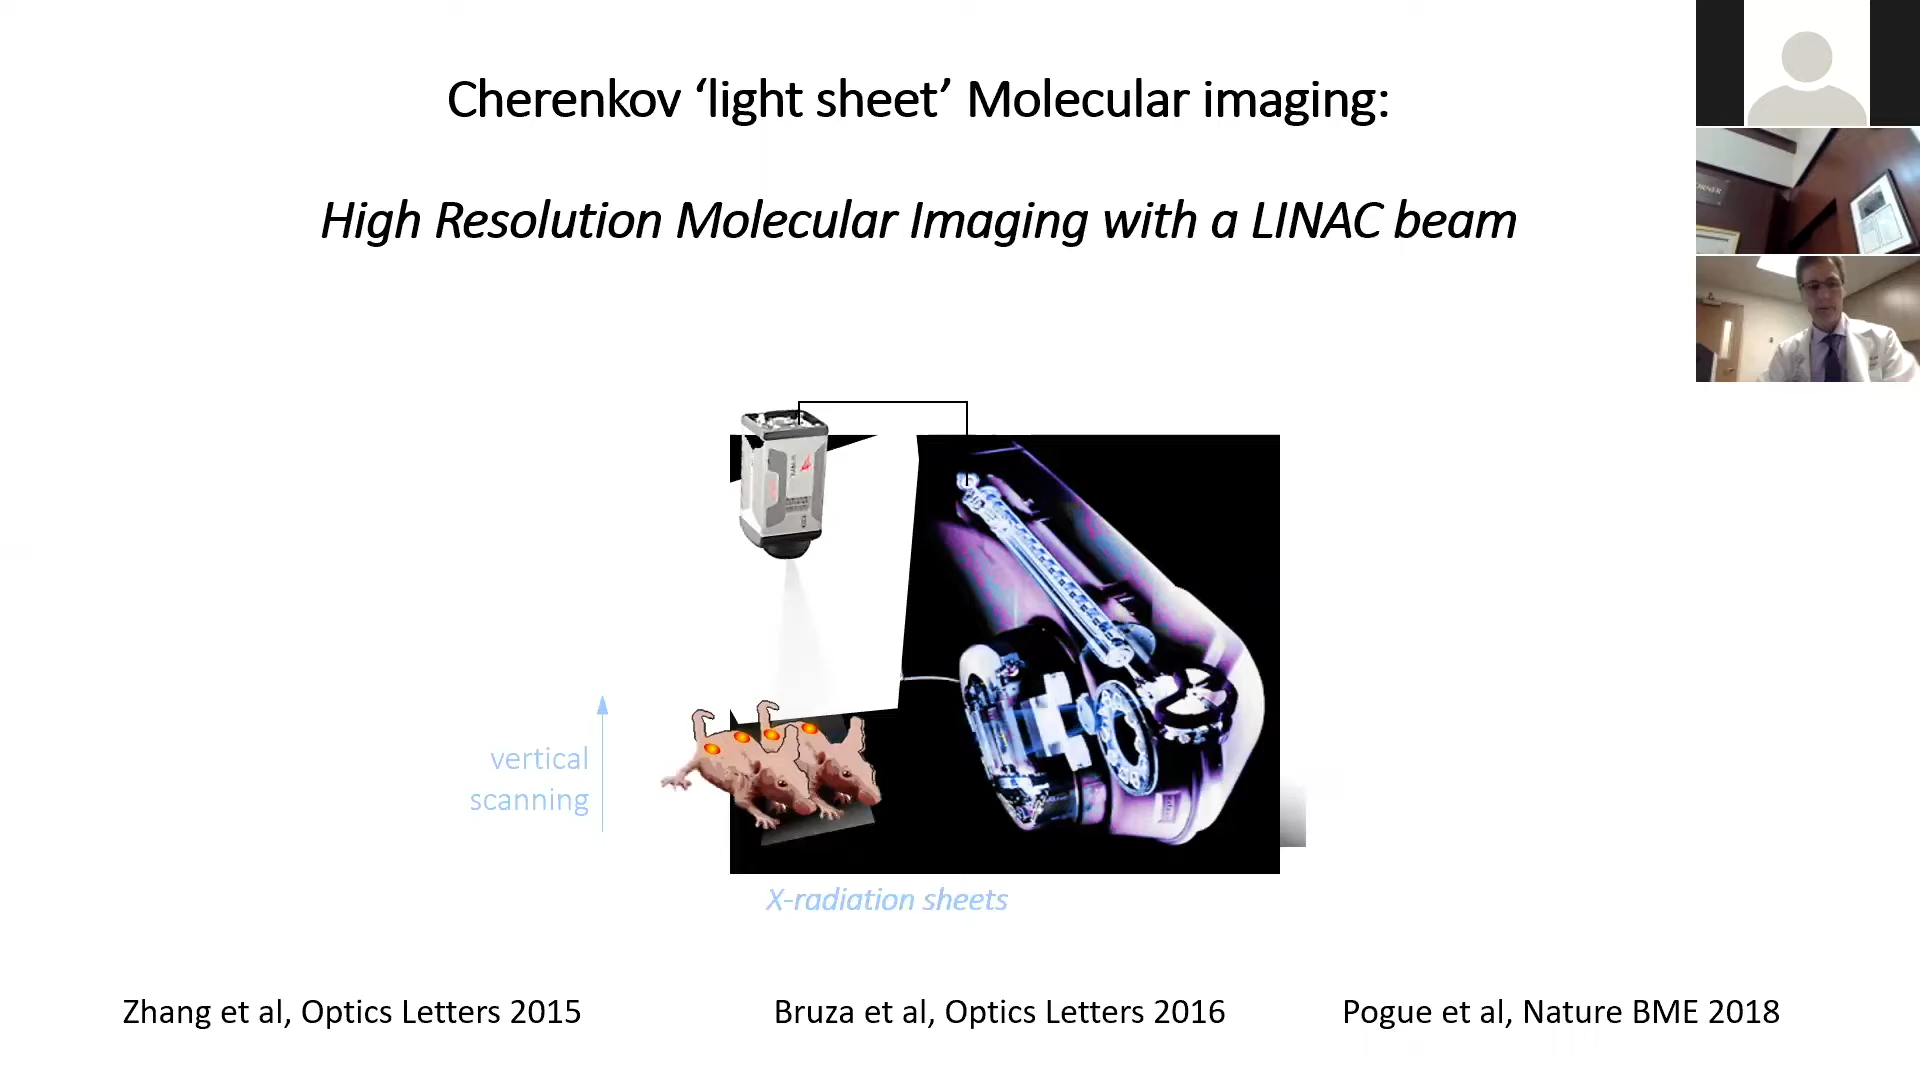 Cherenkov ‘light sheet’ Molecular imaging:
High Resolution Molecular Imaging with a LINAC beam
vertical
scanning
X-radiation sheets
Zhang et al, Optics Letters 2015
Bruza et al, Optics Letters 2016
Pogue et al, Nature BME 2018